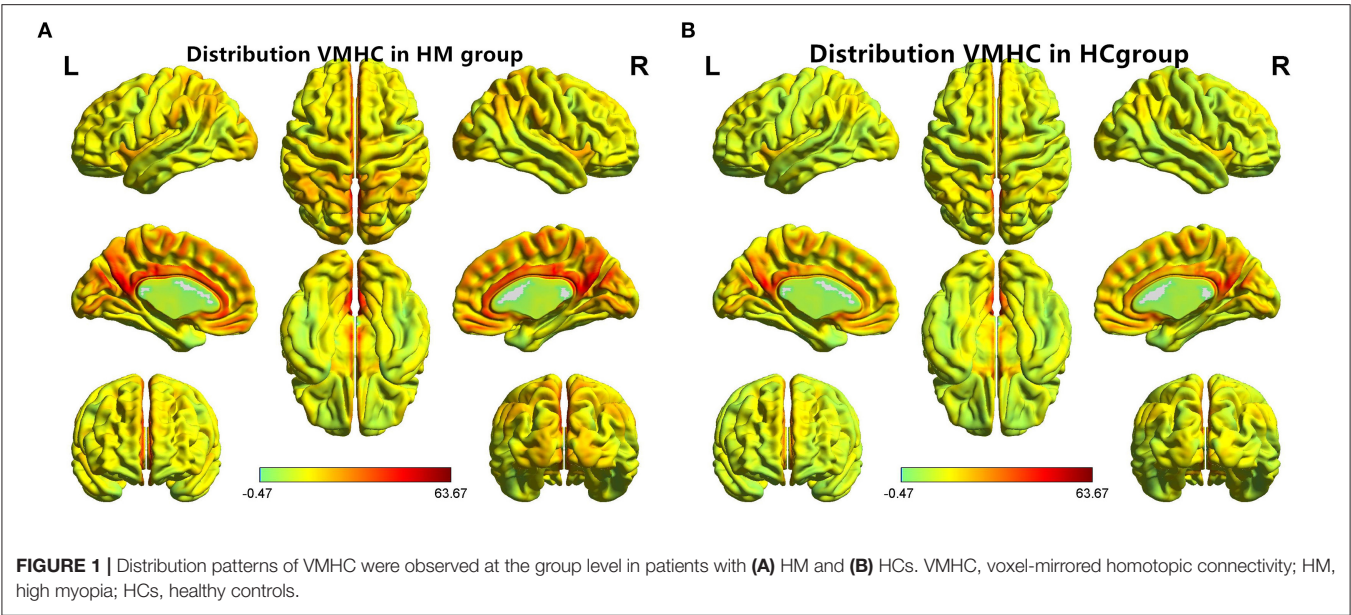 A
Distribution VMHC in HM group
L
R
-0.47
63.67
B
Distribution VMHC in HCgroup
L
R
-0.47
63.67
FIGURE 1 | Distribution patterns of VMHC were observed at the group level in patients with (A) HM and (B) HCs. VMHC, voxel-mirrored homotopic connectivity; HM,
high myopia; HCs, healthy controls.